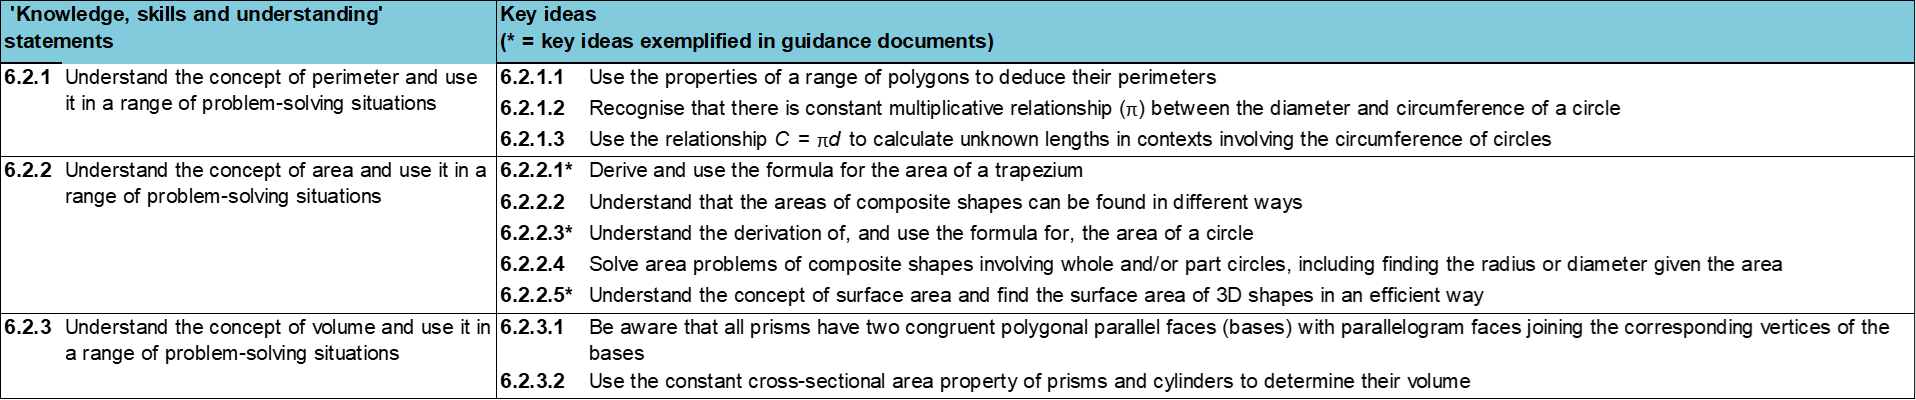 'Knowledge, skills and understanding'
statements
Key ideas
(* = key ideas exemplified in guidance documents)
6.2.1 Understand the concept of perimeter and use
it in a range of problem-solving situations
6.2.1.1 Use the properties of a range of polygons to deduce their perimeters
6.2.1.2 Recognise that there is constant multiplicative relationship (π) between the diameter and circumference of a circle
6.2.1.3 Use the relationship C = πd to calculate unknown lengths in contexts involving the circumference of circles
6.2.2 Understand the concept of area and use it in a
range of problem-solving situations
6.2.2.1* Derive and use the formula for the area of a trapezium
6.2.2.2 Understand that the areas of composite shapes can be found in different ways
6.2.2.3* Understand the derivation of, and use the formula for, the area of a circle
6.2.2.4 Solve area problems of composite shapes involving whole and/or part circles, including finding the radius or diameter given the area
6.2.2.5* Understand the concept of surface area and find the surface area of 3D shapes in an efficient way
6.2.3 Understand the concept of volume and use it in
a range of problem-solving situations
6.2.3.1 Be aware that all prisms have two congruent polygonal parallel faces (bases) with parallelogram faces joining the corresponding vertices of the
bases
6.2.3.2 Use the constant cross-sectional area property of prisms and cylinders to determine their volume